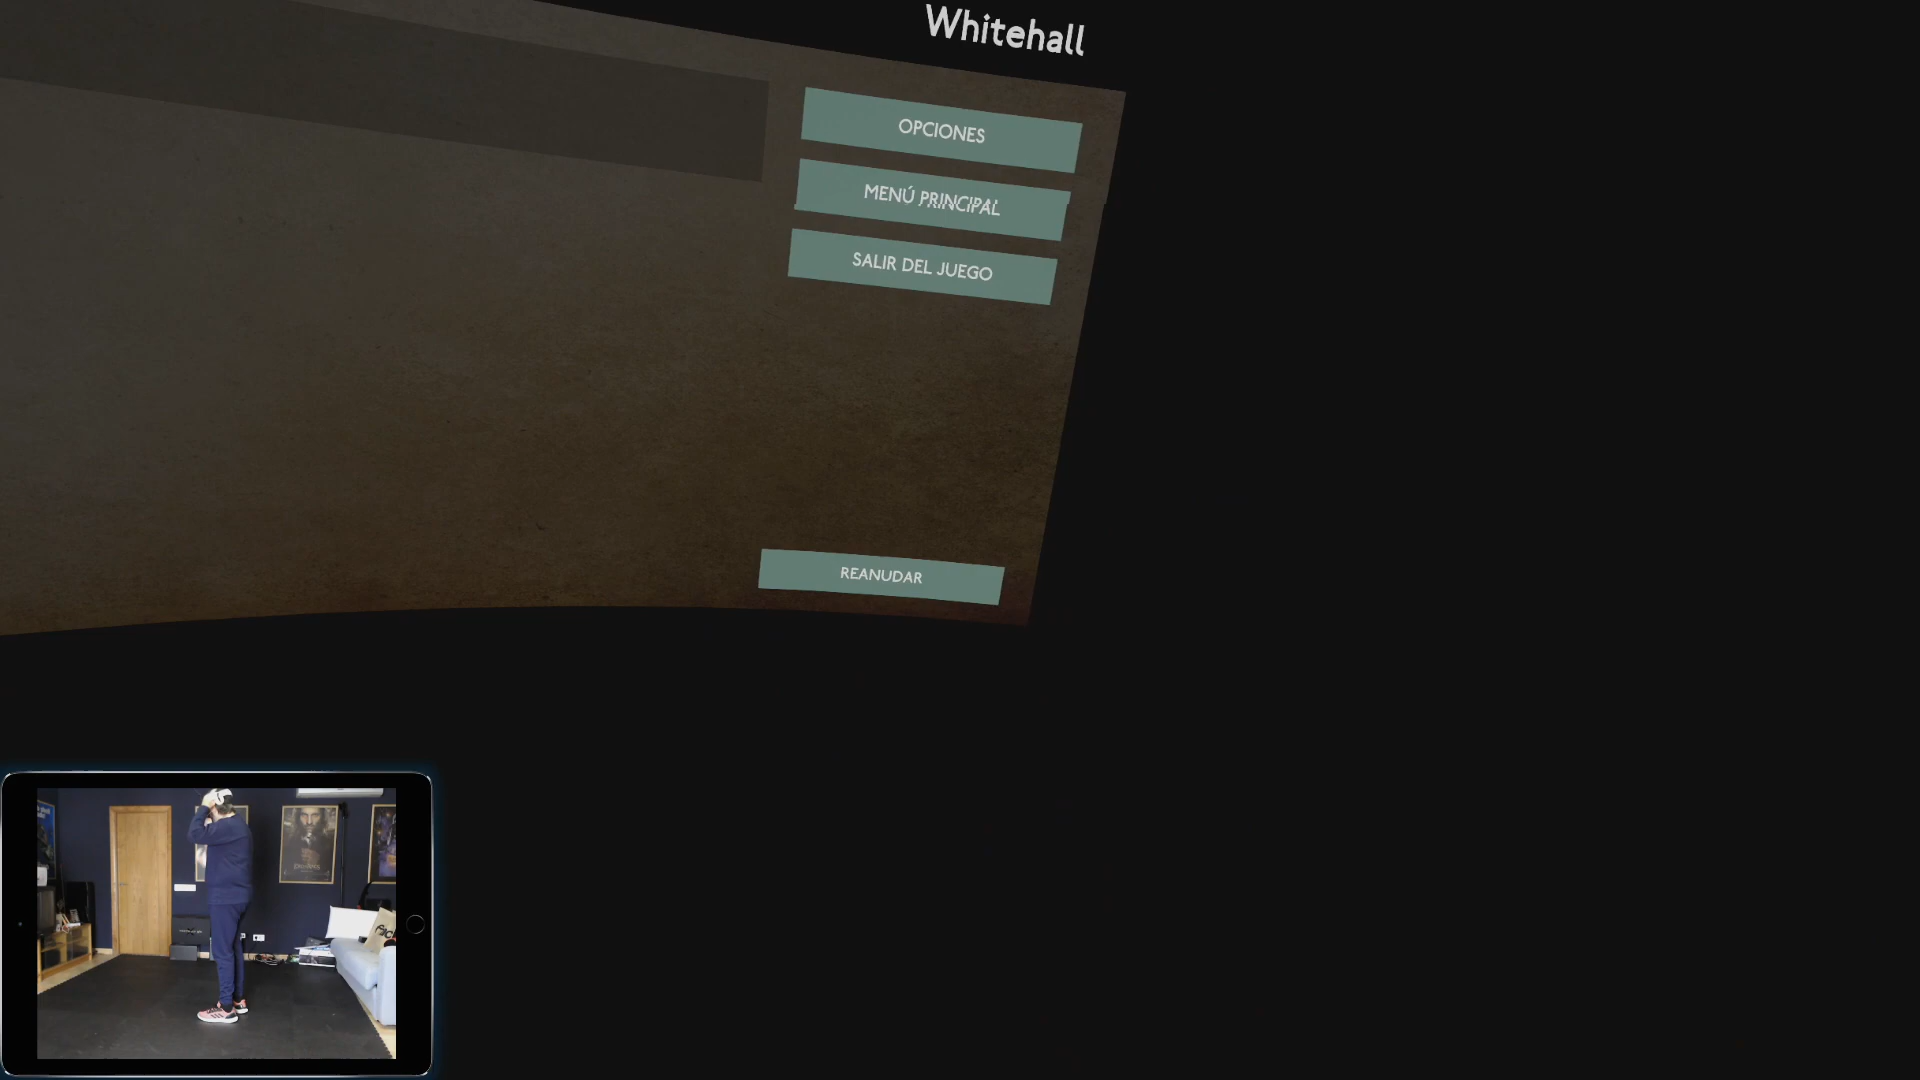 Whitehall
OPCIONES
MENÚ PRINCIPAL
SALIR DEL JUEGO
REANUDAR